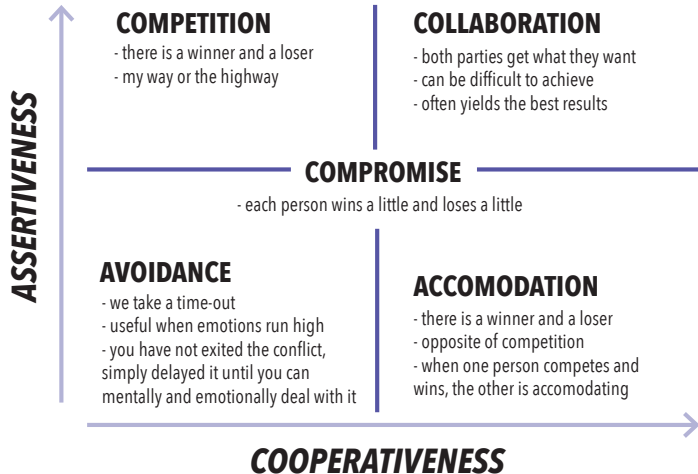 COMPETITION
- there is a winner and a loser
- my way or the highway
COLLABORATION
- both parties get what they want
- can be difficult to achieve
- often yields the best results
ASSERTIVENESS
COMPROMISE
- each person wins a little and loses a little
AVOIDANCE
- we take a time-out
- useful when emotions run high
- you have not exited the conflict,
simply delayed it until you can
mentally and emotionally deal with it
ACCOMODATION
- there is a winner and a loser
- opposite of competition
- when one person competes and
wins, the other is accomodating
COOPERATIVENESS